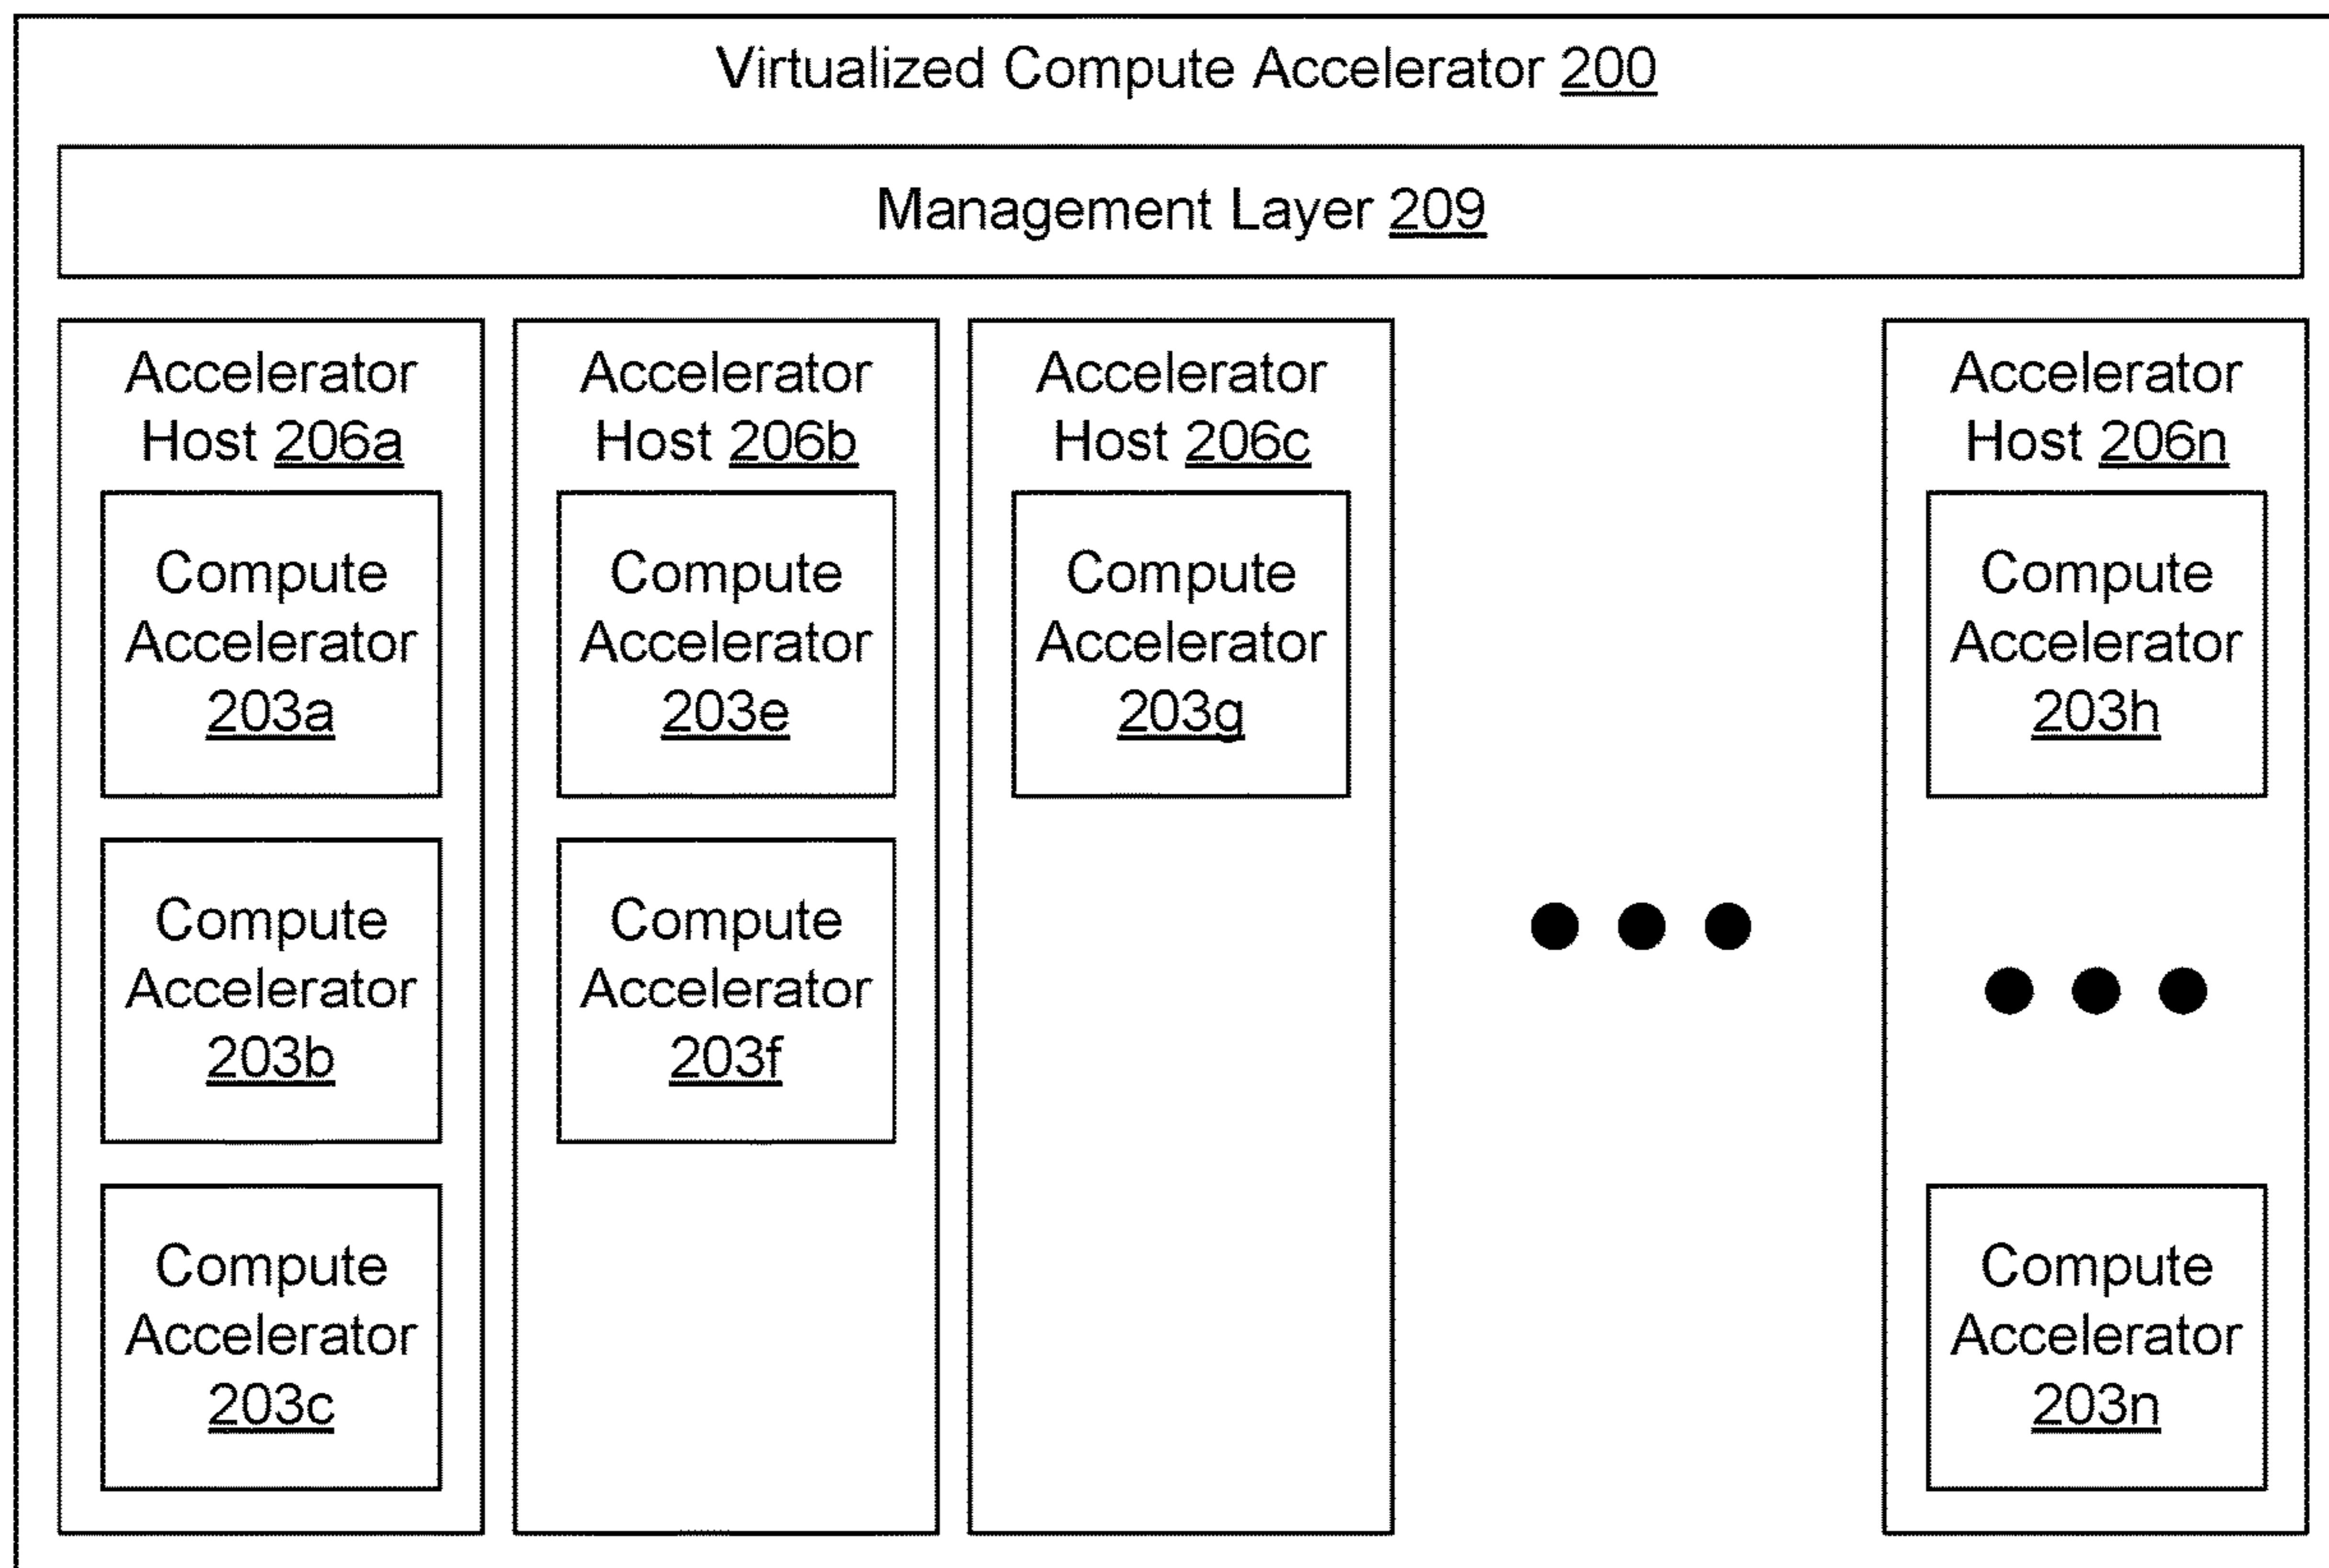 Virtualized Compute Accelerator 200
Management Layer 209
Accelerator
Host 206a
Compute
Accelerator
203a
Compute
Accelerator
203b
Compute
Accelerator
203c
Accelerator
Host 206b
Compute
Accelerator
203e
Compute
Accelerator
203f
Accelerator
Host 206c
Compute
Accelerator
203g
Accelerator
Host 206n
Compute
Accelerator
203h
Compute
Accelerator
203n